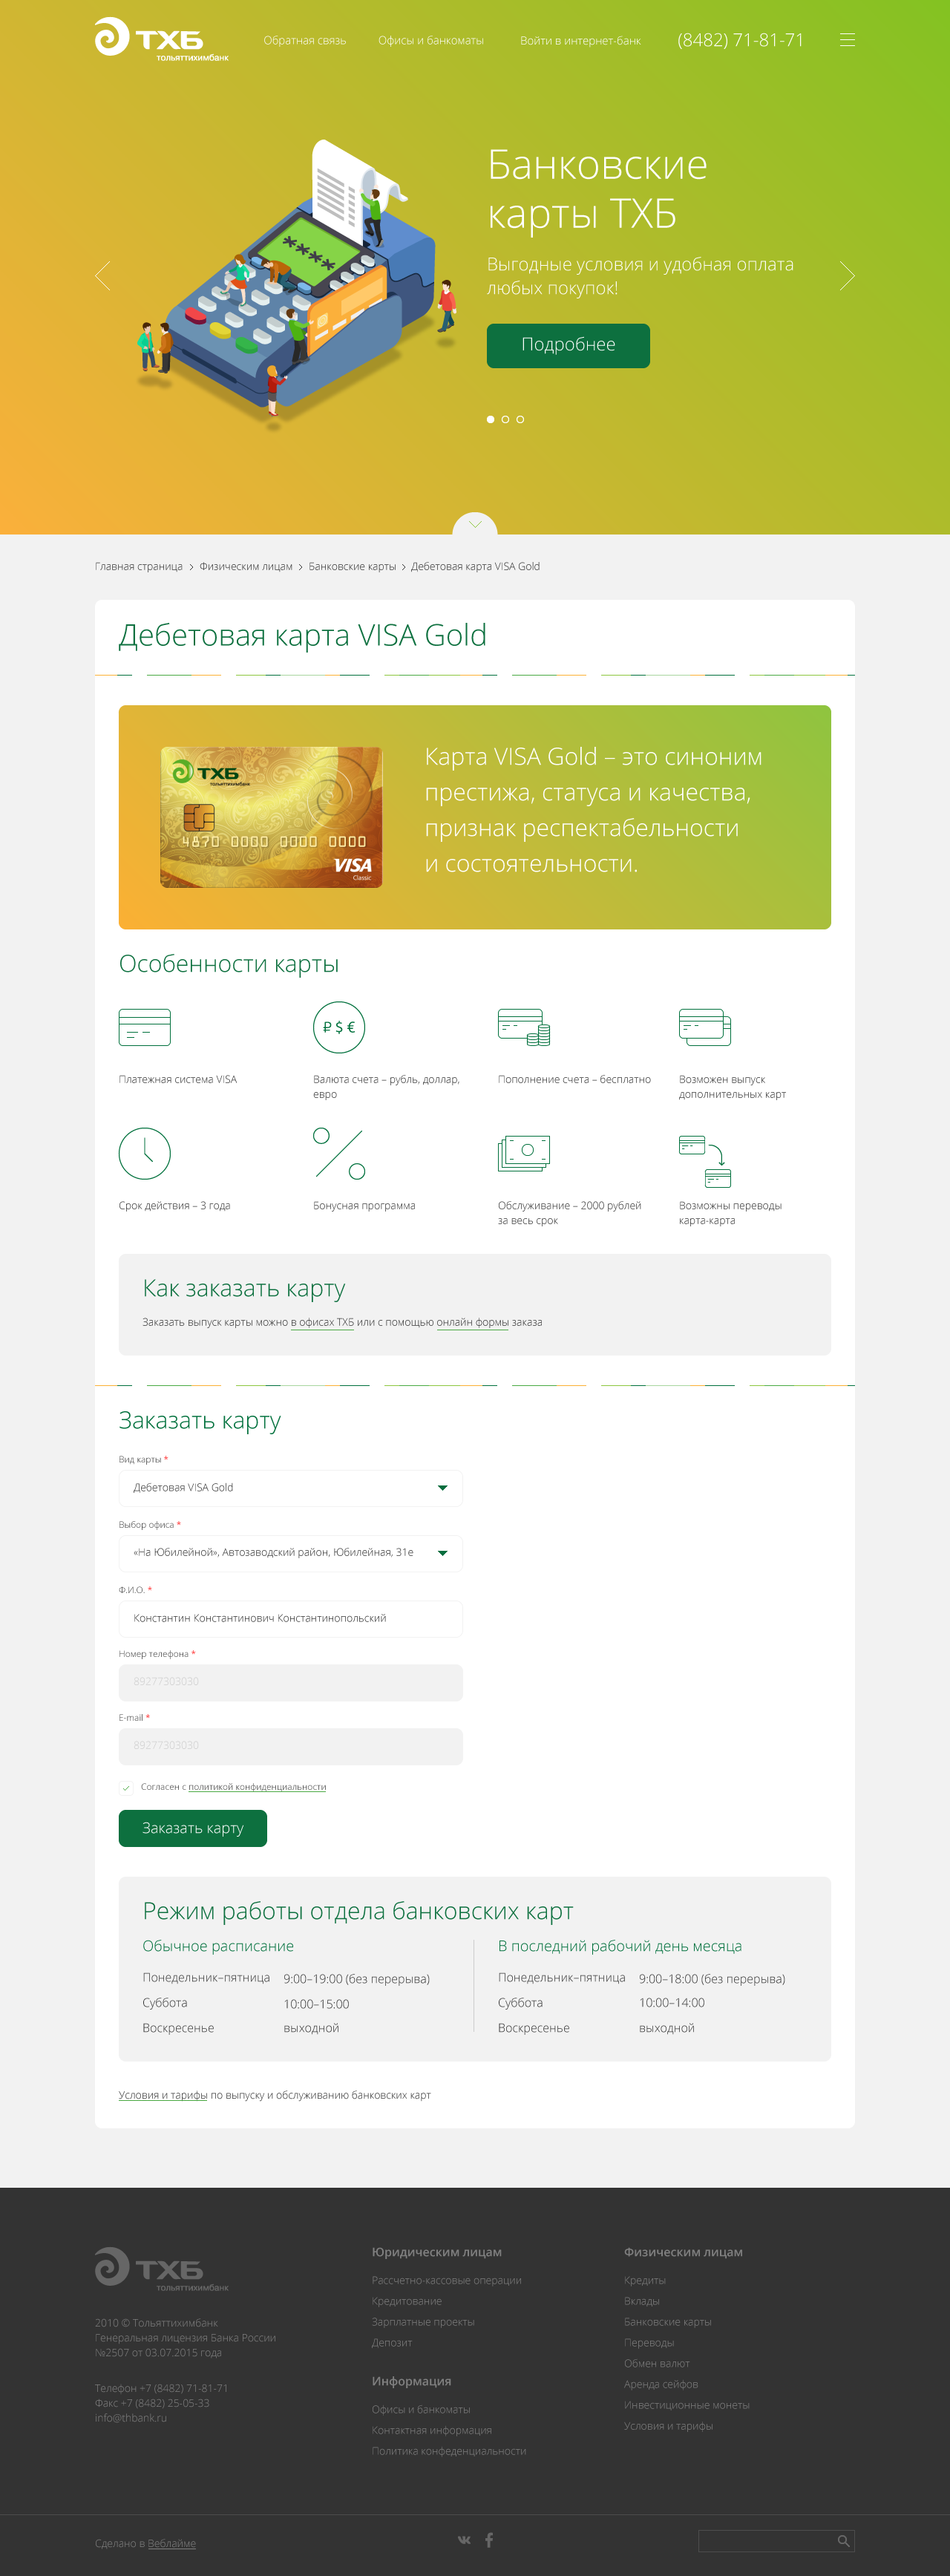 ТХБ
тольяттихимбанк
Обратная связь
Офисы и банкоматы
Войти в интернет-банк
(8482) 71-81-71
Банковские
карты ТХБ
Выгодные условия и удобная оплата
любых покупок!
Подробнее
****
Главная страница > Физическим лицам > Банковские карты > Дебетовая карта VISA Gold
Дебетовая карта VISA Gold
ТХБ
тольяттихимбанк
4870 0000 0000 0000
VISA
Classic
Карта VISA Gold – это синоним
престижа, статуса и качества,
признак респектабельности
и состоятельности.
Особенности карты
₽ $ €
Платежная система VISA
Валюта счета – рубль, доллар,
евро
Пополнение счета – бесплатно
Возможен выпуск
дополнительных карт
Срок действия – 3 года
Бонусная программа
Обслуживание – 2000 рублей
за весь срок
Возможны переводы
карта-карта
Как заказать карту
Заказать выпуск карты можно в офисах ТХБ или с помощью онлайн формы заказа
Заказать карту
Вид карты *
Дебетовая VISA Gold
Выбор офиса *
«На Юбилейной», Автозаводский район, Юбилейная, 31е
Ф.И.О. *
Константин Константинович Константинопольский
Номер телефона *
89277303030
E-mail *
89277303030
Согласен с политикой конфиденциальности
Заказать карту
Режим работы отдела банковских карт
Обычное расписание
Понедельник–пятница 9:00–19:00 (без перерыва)
Суббота 10:00–15:00
Воскресенье выходной
В последний рабочий день месяца
Понедельник–пятница 9:00–18:00 (без перерыва)
Суббота 10:00–14:00
Воскресенье выходной
Условия и тарифы по выпуску и обслуживанию банковских карт
ТХБ
тольяттихимбанк
2010 © Тольяттихимбанк
Генеральная лицензия Банка России
№2507 от 03.07.2015 года
Телефон +7 (8482) 71-81-71
Факс +7 (8482) 25-05-33
info@thbank.ru
Юридическим лицам
Рассчетно-кассовые операции
Кредитование
Зарплатные проекты
Депозит
Информация
Офисы и банкоматы
Контактная информация
Политика конфеденциальности
Физическим лицам
Кредиты
Вклады
Банковские карты
Переводы
Обмен валют
Аренда сейфов
Инвестиционные монеты
Условия и тарифы
Сделано в Веблайме